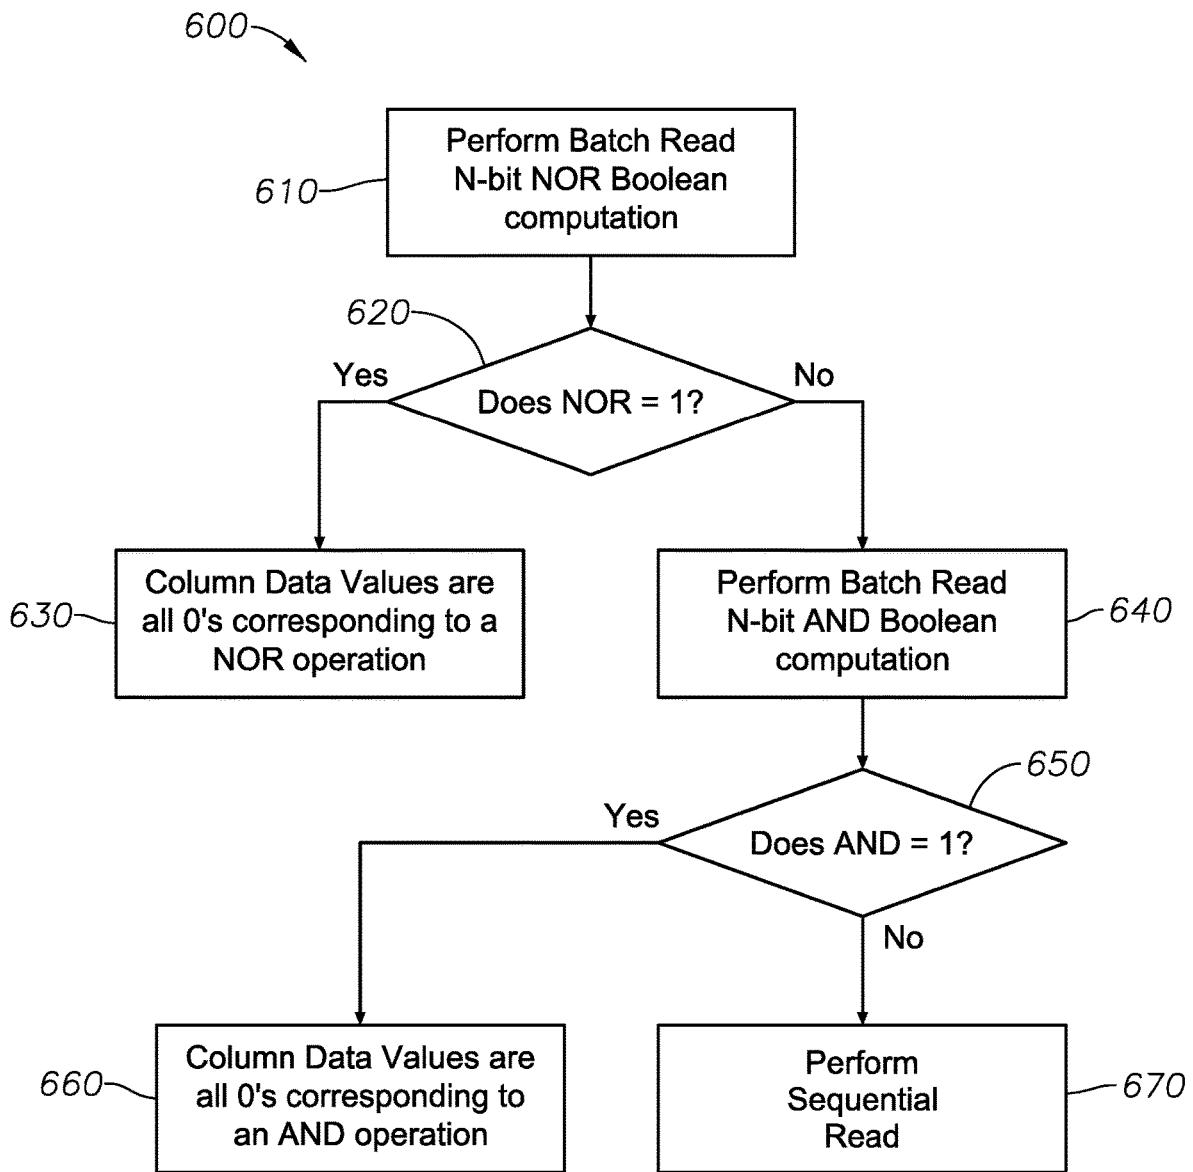 600
Perform Batch Read
N-bit NOR Boolean
computation
610
620
Yes
No
Does NOR = 1?
Column Data Values are
all 0's corresponding to a
NOR operation
630
Perform Batch Read
N-bit AND Boolean
computation
640
650
Yes
Does AND = 1?
No
Column Data Values are
all 0's corresponding to
an AND operation
660
Perform
Sequential
Read
670